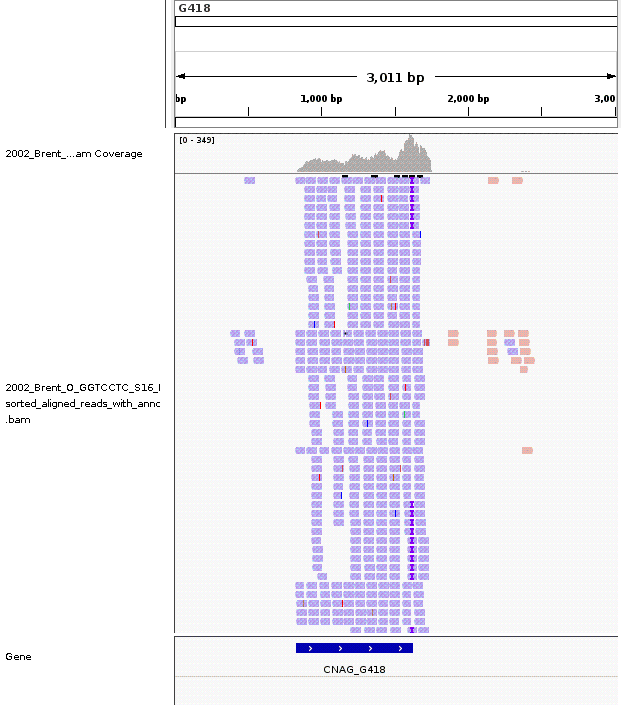 G418
3,011 bp
bp 1,000 bp 2,000 bp 3,00
[0 - 349]
2002_Brent_...am Coverage
2002_Brent_O_GGTCCTC_S16_l
sorted_aligned_reads_with_annc
.bam
Gene
CNAG_G418